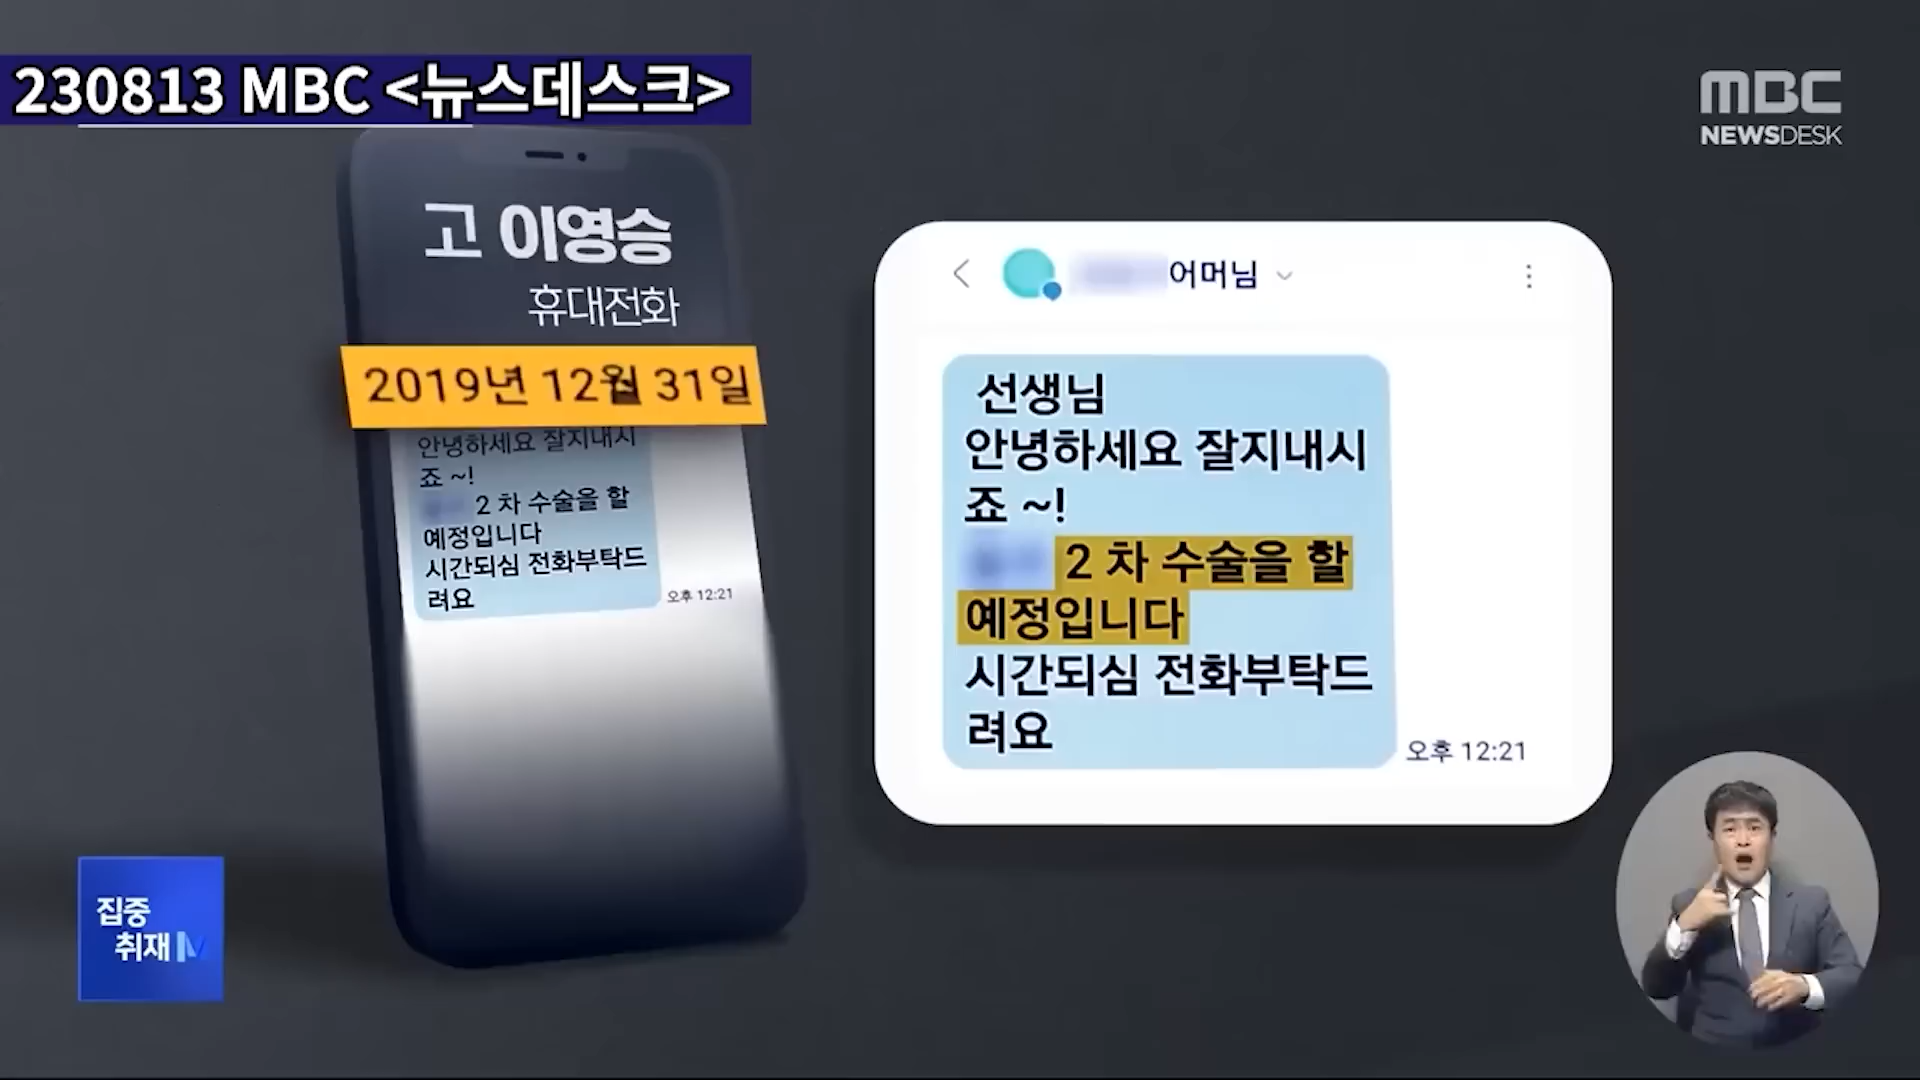 230813 MBC <뉴스데스크>
MBC
NEWSDESK
고 이영승
휴대전화
2019년 12월 31일
안녕하세요 잘지내시
죠 ~!
2 차 수술을 할
예정입니다
시간되심 전화부탁드
려요
오후 12:21
어머님
선생님
안녕하세요 잘지내시
죠 ~!
2 차 수술을 할
예정입니다
시간되심 전화부탁드
려요
오후 12:21
집중
취재 M